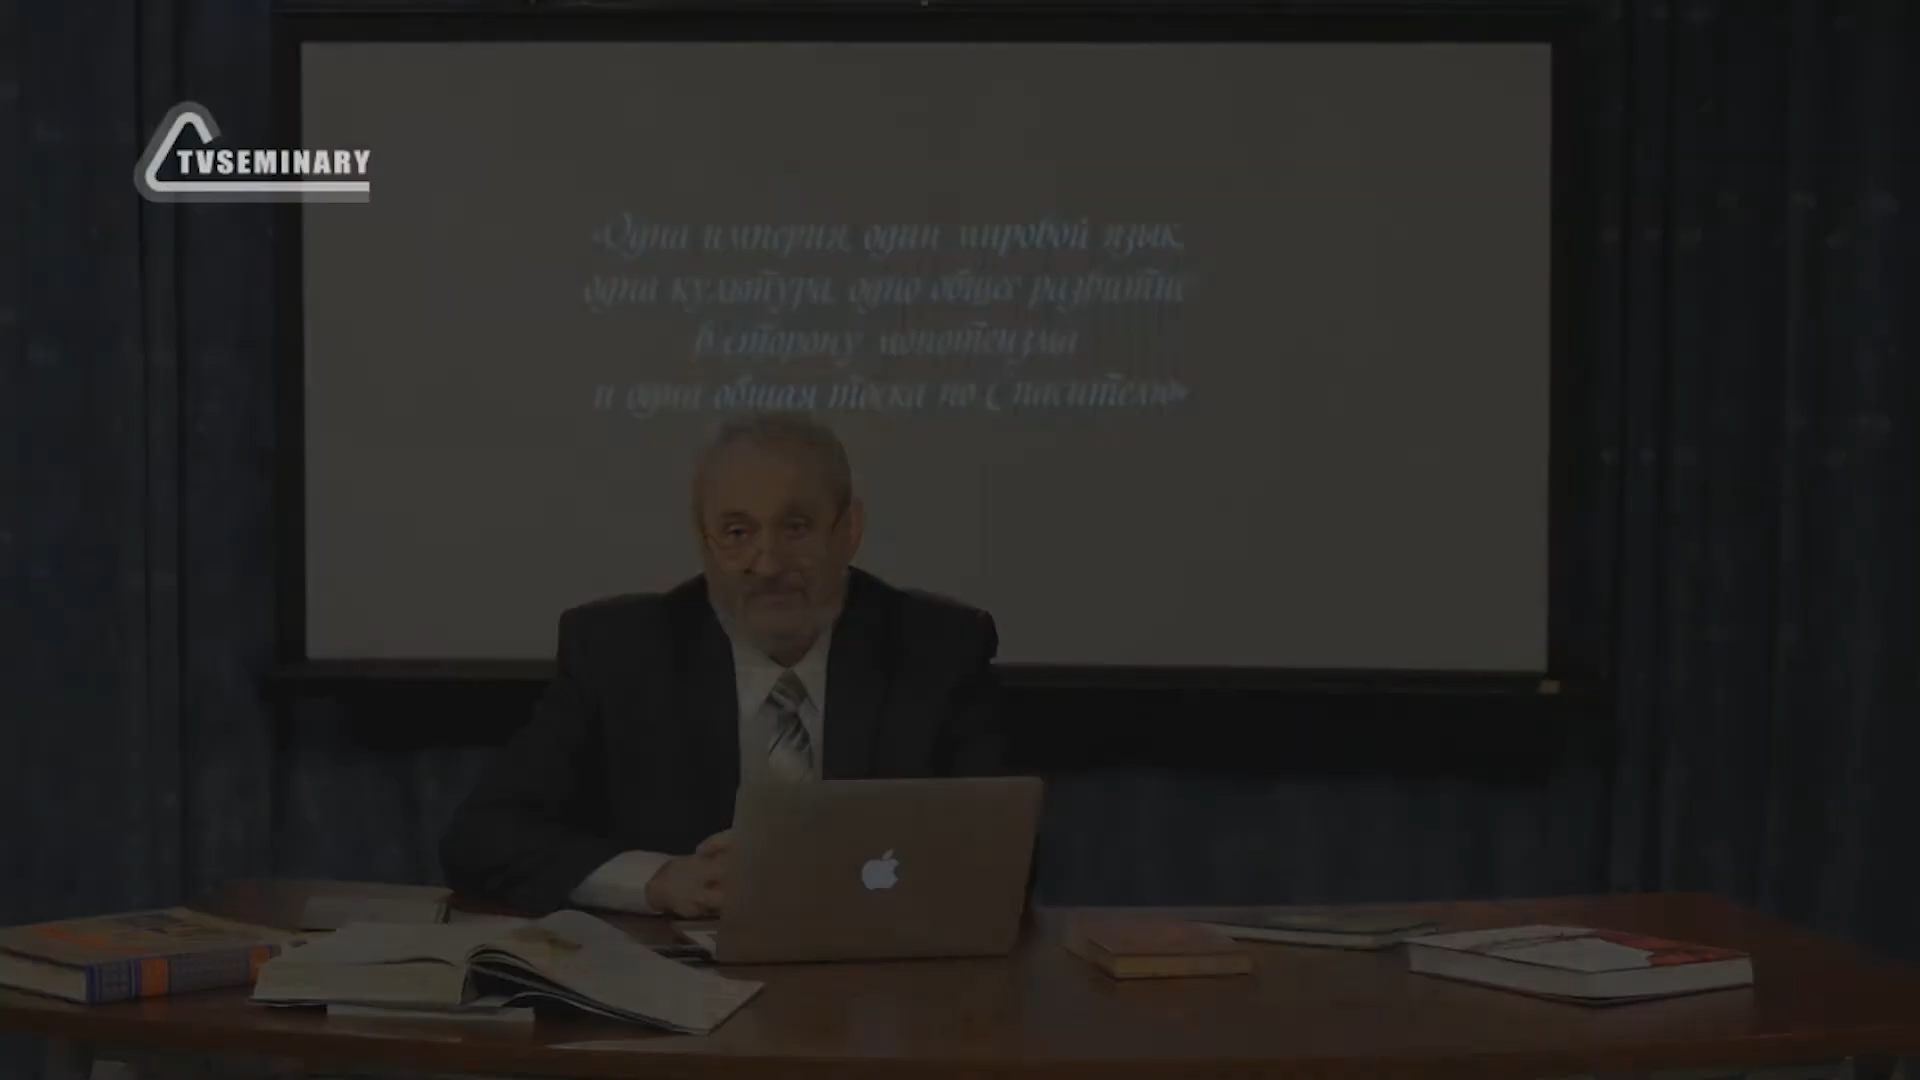 TVSEMINARY
«Одна империя, один мировой язык,
одна культура, одно общее развитие
в сторону монотеизма
и одна общая тоска по Спасителю»